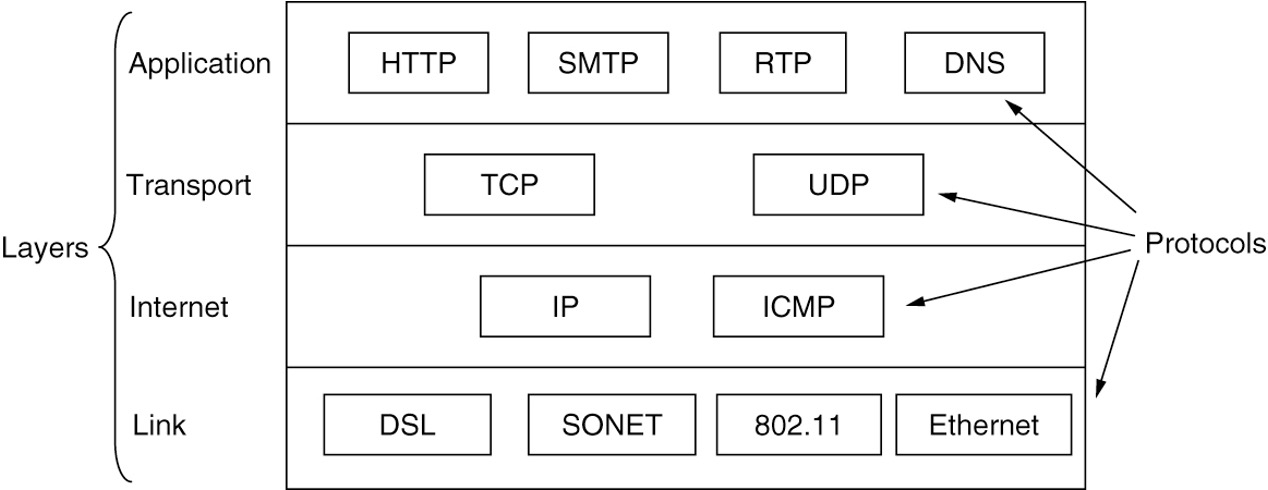 Application HTTP SMTP RTP DNS
Transport TCP UDP
Layers
Protocols
Internet IP ICMP
Link DSL SONET 802.11 Ethernet